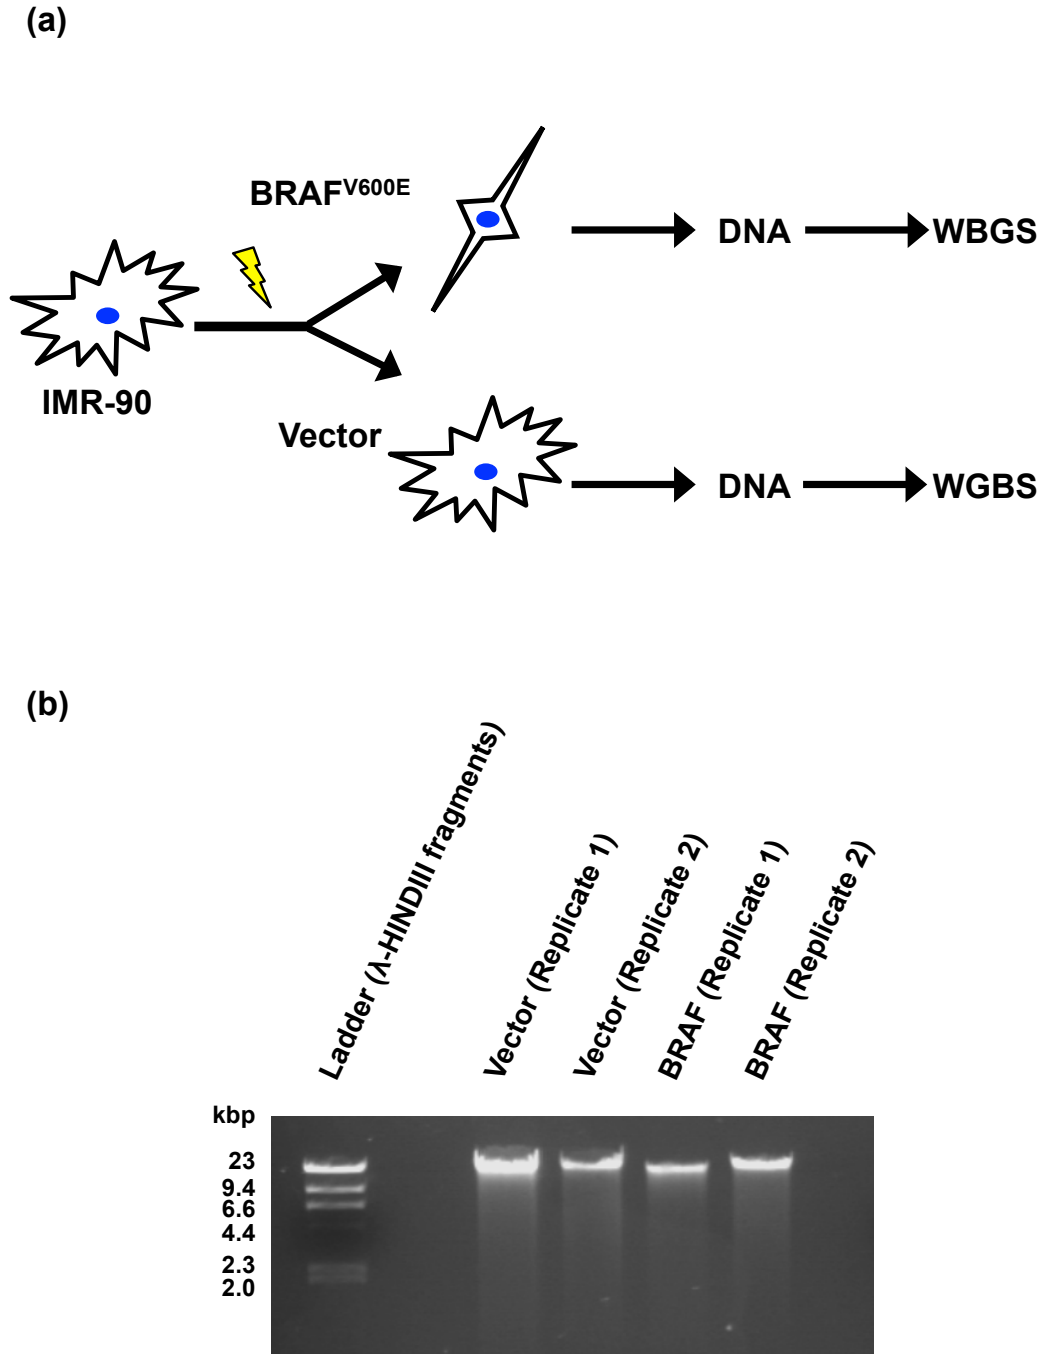 (a)
BRAFV600E
IMR-90
Vector
DNA
WBGS
DNA
WGBS
(b)
Ladder (λ-HINDIII fragments)
Vector (Replicate 1)
Vector (Replicate 2)
BRAF (Replicate 1)
BRAF (Replicate 2)
kbp
23
9.4
6.6
4.4
2.3
2.0